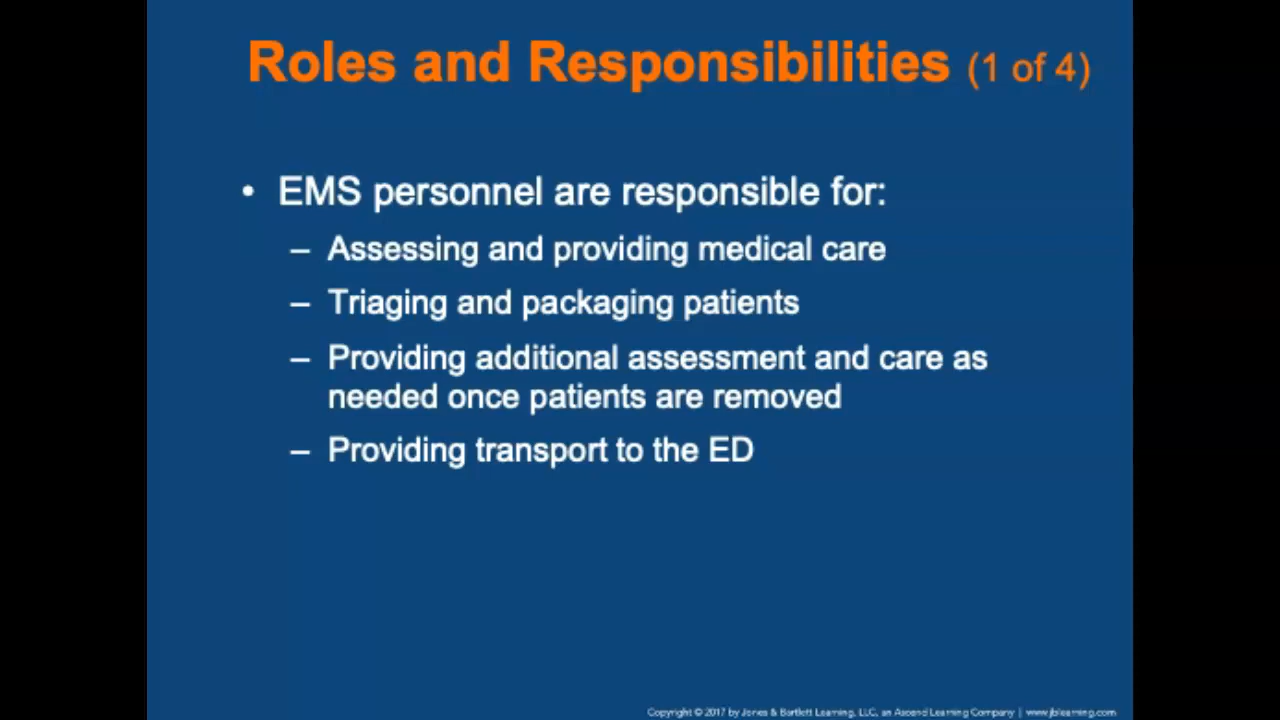 Roles and Responsibilities (1 of 4)
• EMS personnel are responsible for:
– Assessing and providing medical care
– Triaging and packaging patients
– Providing additional assessment and care as
needed once patients are removed
– Providing transport to the ED
Copyright © 2017 by Jones & Bartlett Learning, LLC, an Ascend Learning Company | www.jblearning.com